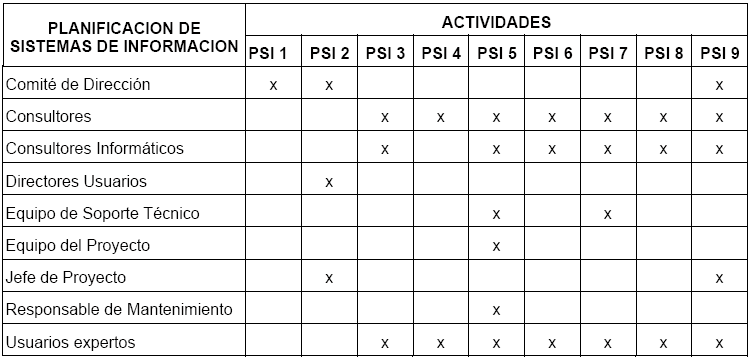 PLANIFICACION DE
SISTEMAS DE INFORMACION
ACTIVIDADES
PSI 1 PSI 2 PSI 3 PSI 4 PSI 5 PSI 6 PSI 7 PSI 8 PSI 9
Comité de Dirección x x x
Consultores x x x x x x x
Consultores Informáticos x x x x x x
Directores Usuarios x
Equipo de Soporte Técnico x x
Equipo del Proyecto x
Jefe de Proyecto x x
Responsable de Mantenimiento x
Usuarios expertos x x x x x x x